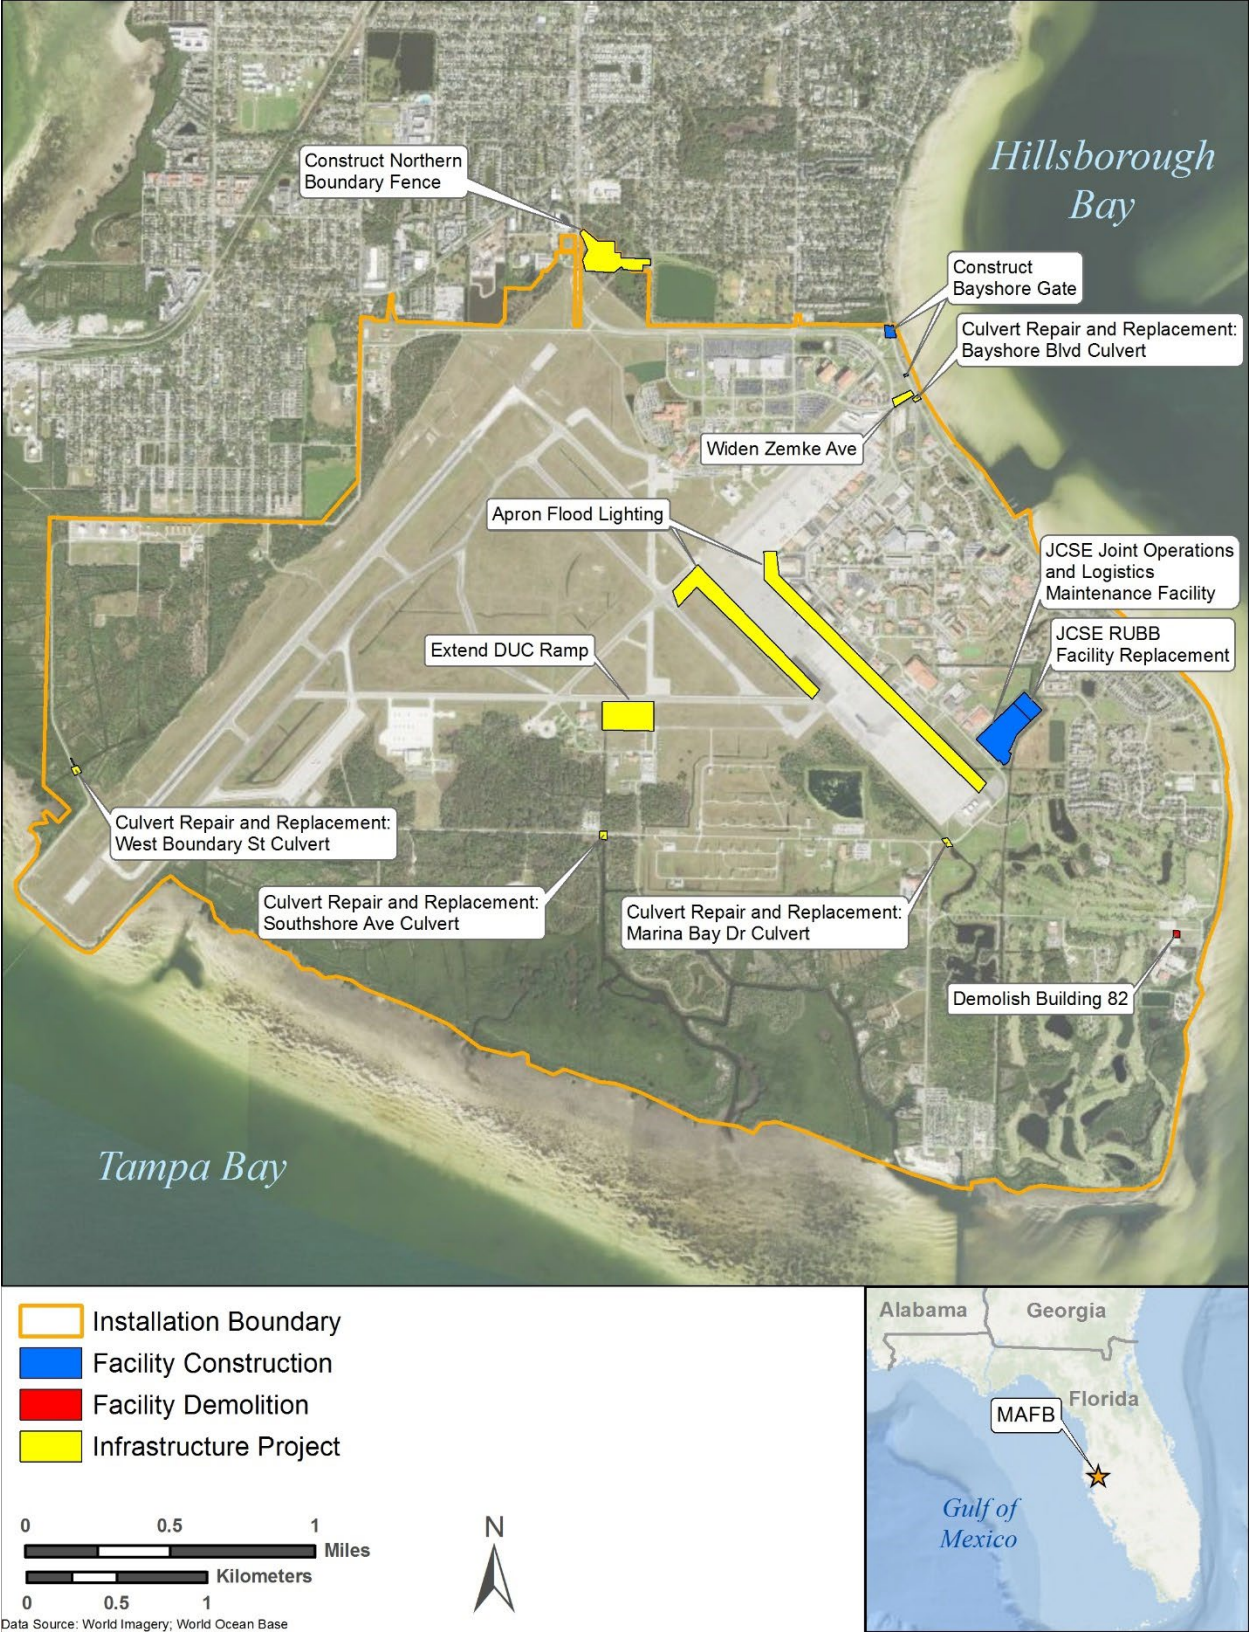 Hillsborough
Bay
Construct Northern
Boundary Fence
Construct
Bayshore Gate
Culvert Repair and Replacement:
Bayshore Blvd Culvert
Widen Zemke Ave
Apron Flood Lighting
JCSE Joint Operations
and Logistics
Maintenance Facility
JCSE RUBB
Facility Replacement
Extend DUC Ramp
Culvert Repair and Replacement:
West Boundary St Culvert
Culvert Repair and Replacement:
Southshore Ave Culvert
Culvert Repair and Replacement:
Marina Bay Dr Culvert
Demolish Building 82
Tampa Bay
Installation Boundary
Facility Construction
Facility Demolition
Infrastructure Project
0 0.5 1
Miles
Kilometers
0 0.5 1
N
Data Source: World Imagery; World Ocean Base
Alabama
Georgia
Florida
MAFB
Gulf of
Mexico